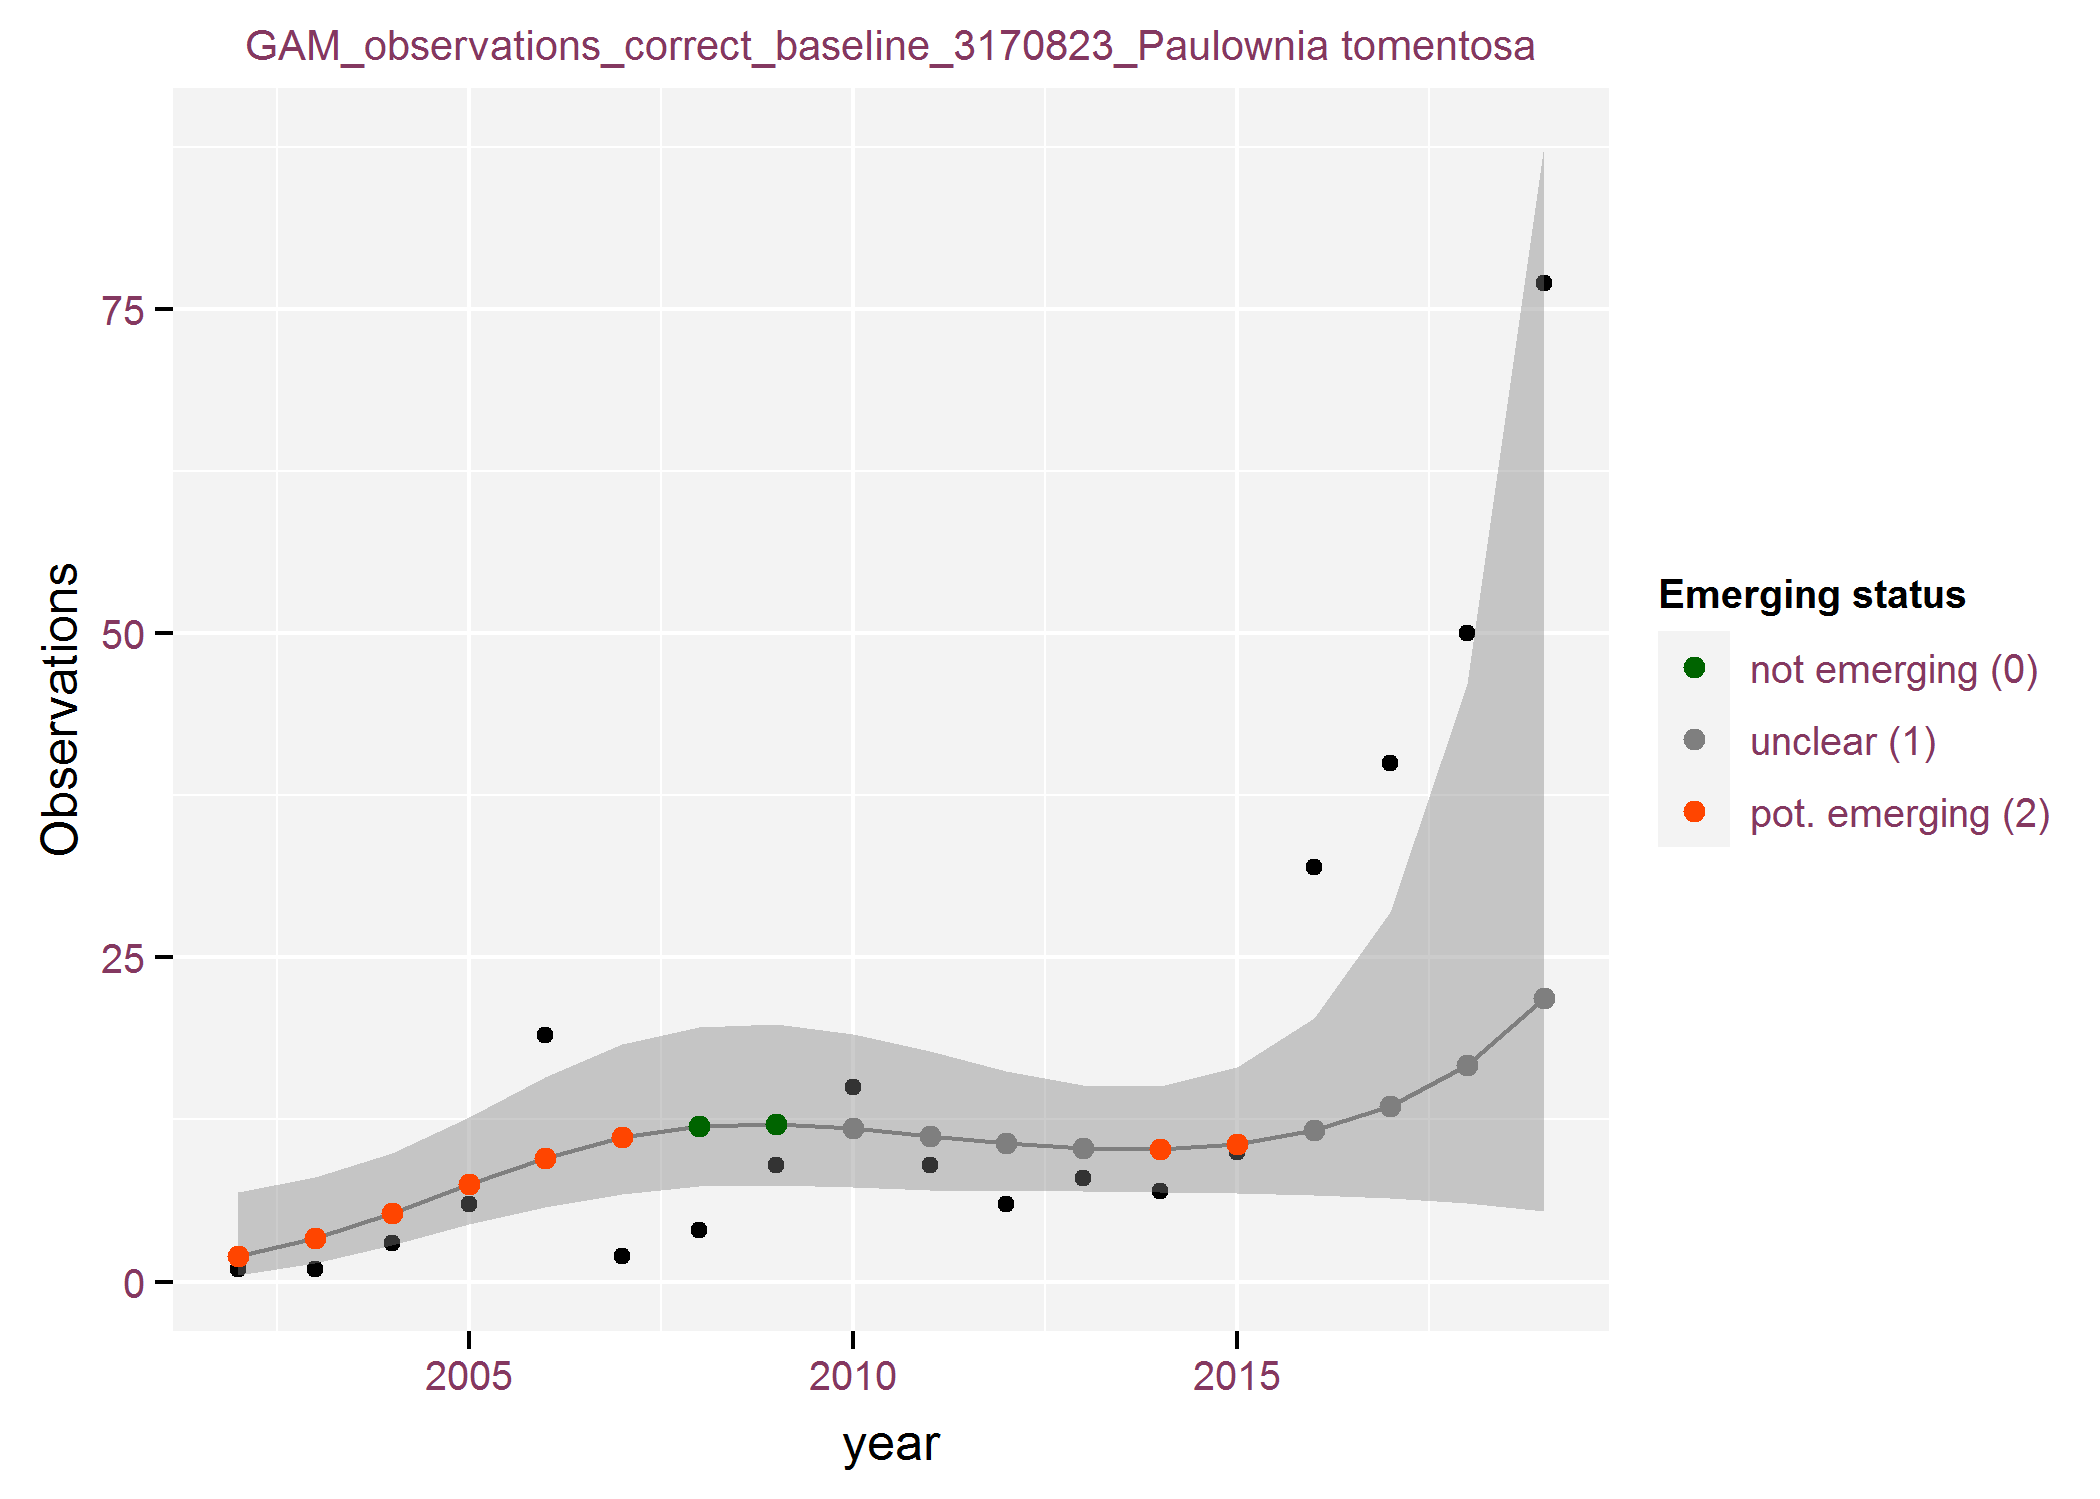 GAM_observations_correct_baseline_3170823_Paulownia tomentosa
Observations
75
50
25
0
2005
2010
2015
year
Emerging status
not emerging (0)
unclear (1)
pot. emerging (2)